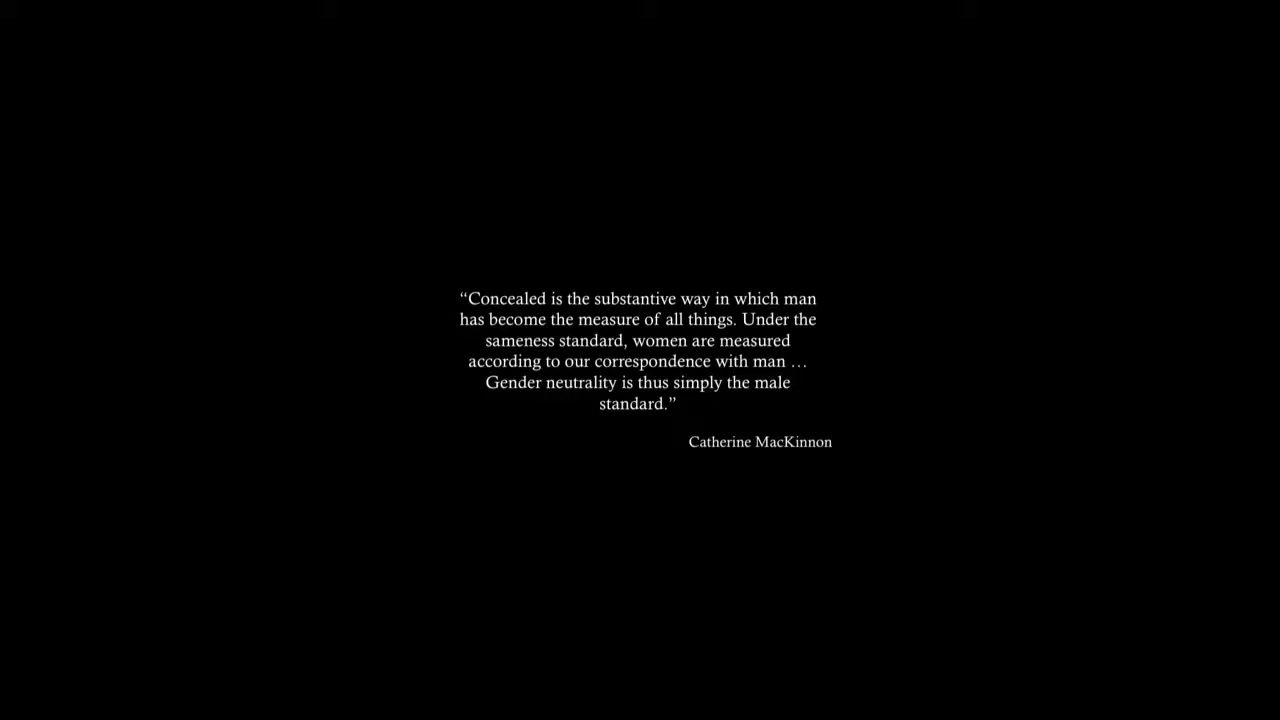 “Concealed is the substantive way in which man
has become the measure of all things. Under the
sameness standard, women are measured
according to our correspondence with man …
Gender neutrality is thus simply the male
standard.”
Catherine MacKinnon